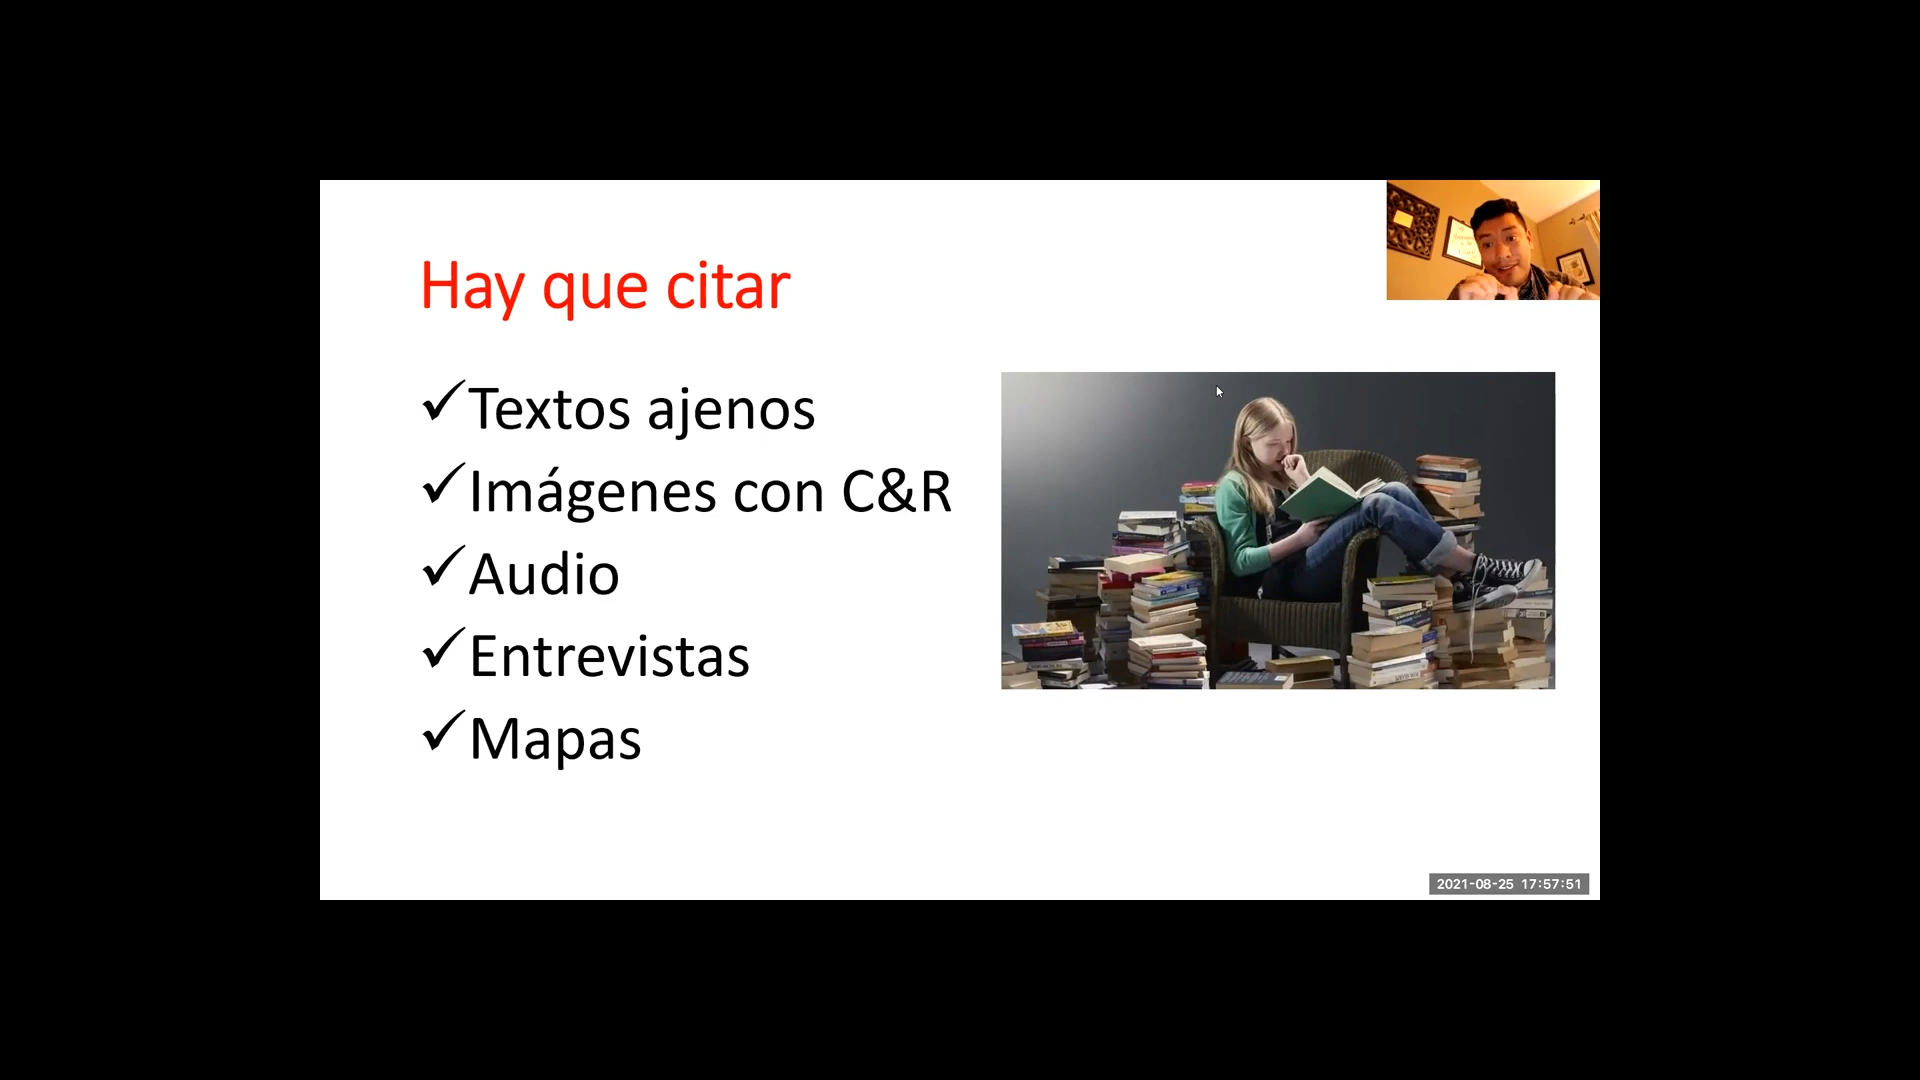 Hay que citar
✓Textos ajenos
✓Imágenes con C&R
✓Audio
✓Entrevistas
✓Mapas
2021-08-25 17:57:51